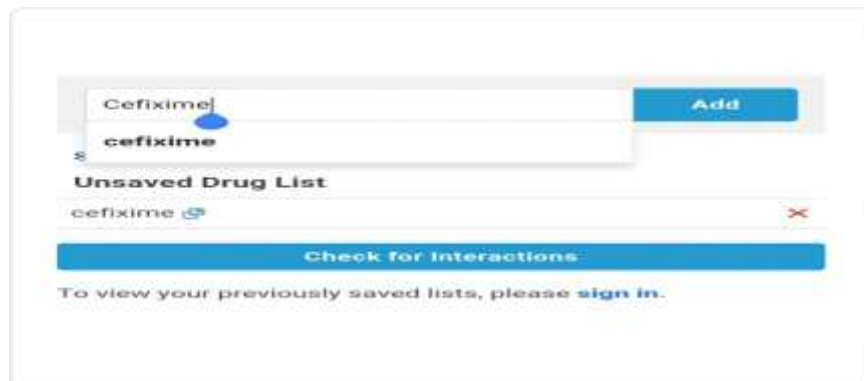 Cefixime
Add
cefixime
Unsaved Drug List
cefixime
Check for Interactions
To view your previously saved lists, please sign in.